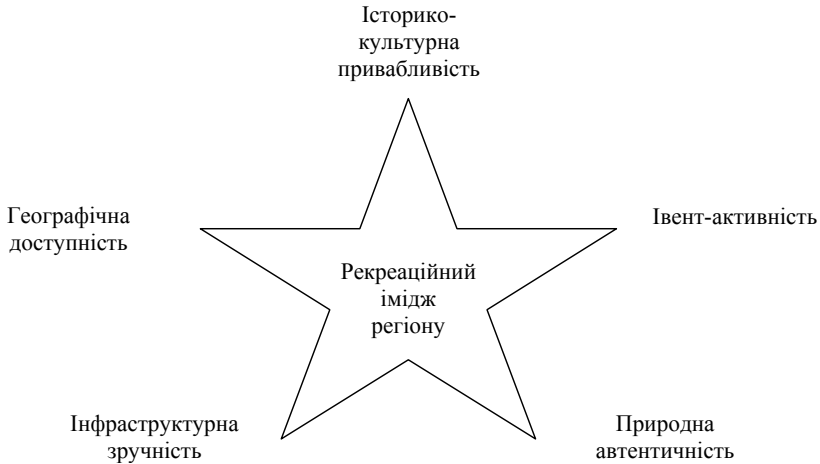 Історико-
культурна
привабливість
Географічна
доступність
Івент-активність
Рекреаційний
імідж
регіону
Інфраструктурна
зручність
Природна
автентичність